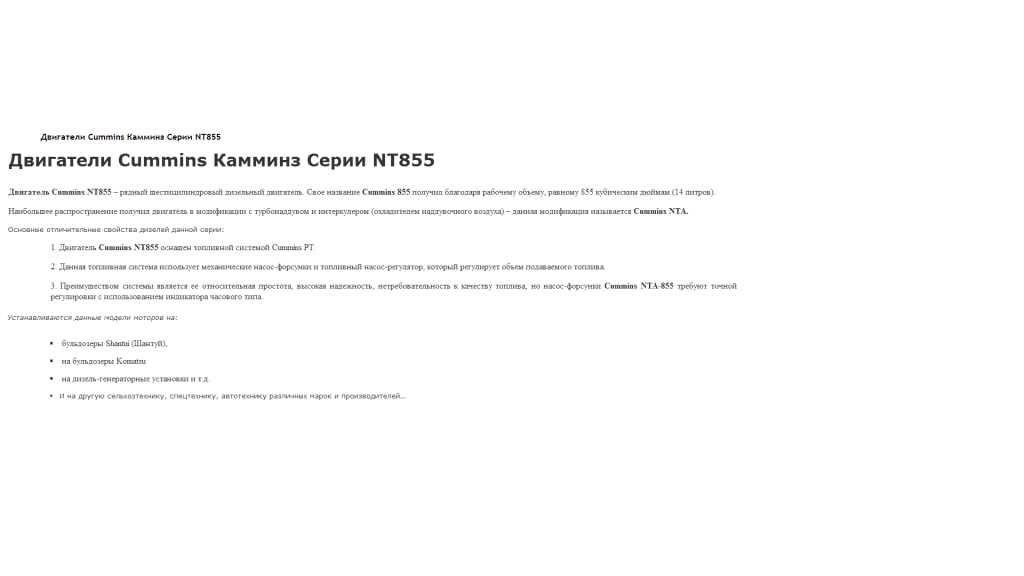 Двигатели Cummins Камминз Серии NT855
Двигатели Cummins Камминз Серии NT855
Двигатель Cummins NT855 – рядный шестицилиндровый дизельный двигатель. Свое название Cummins 855 получил благодаря рабочему объему, равному 855 кубическим дюймам (14 литров).
Наибольшее распространение получил двигатель в модификации с турбонаддувом и интеркулером (охладителем наддувочного воздуха) – данная модификация называется Cummins NTA.
Основные отличительные свойства дизелей данной серии:
1. Двигатель Cummins NT855 оснащен топливной системой Cummins PT.
2. Данная топливная система использует механические насос-форсунки и топливный насос-регулятор, который регулирует объем подаваемого топлива.
3. Преимуществом системы является ее относительная простота, высокая надежность, нетребовательность к качеству топлива, но насос-форсунки Cummins NTA-855 требуют точной
регулировки с использованием индикатора часового типа.
Устанавливаются данные модели моторов на:
▪ бульдозеры Shantui (Шантуй),
▪ на бульдозеры Komatsu
▪ на дизель-генераторные установки и т.д.
• И на другую сельхозтехнику, спецтехнику, автотехнику различных марок и производителей...